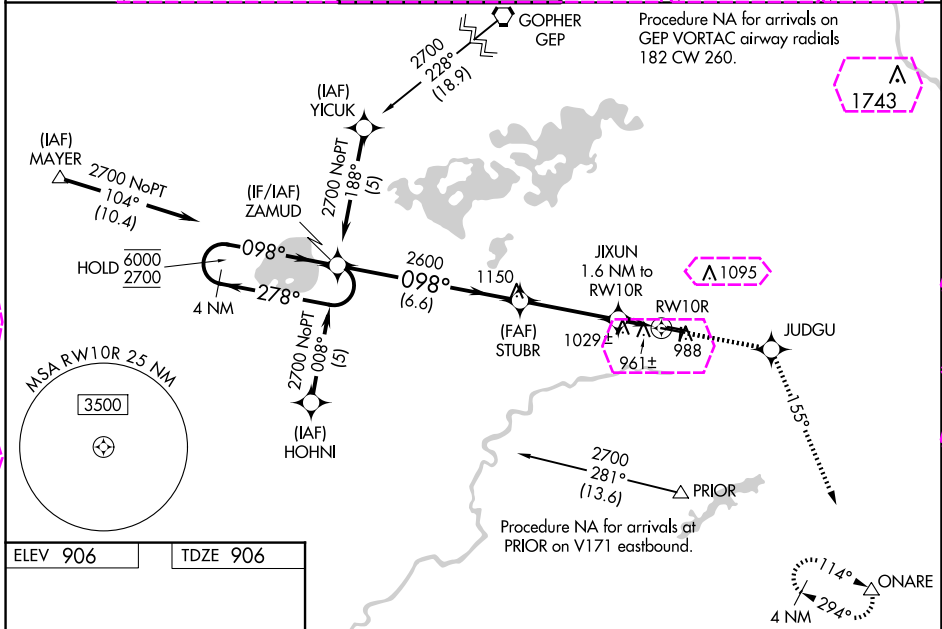 GOPHER
GEP
Procedure NA for arrivals on
GEP VORTAC airway radials
182 CW 260.
1743
2700
228°
(18.9)
(IAF)
YICUK
(IAF)
MAYER
2700 NoPT
104°
(10.4)
2700 NoPT
188°
(5)
(IF/IAF)
ZAMUD
HOLD
6000
2700
098°
278°
4 NM
2600
098°
(6.6)
1150
(FAF)
STUBR
JIXUN
1.6 NM to
RW10R
1095
RW10R
1029±
961±
988
JUDGU
155°
2700 NoPT
008°
(5)
(IAF)
HOHNI
MSA RW10R 25 NM
3500
2700
281°
(13.6)
PRIOR
Procedure NA for arrivals at
PRIOR on V171 eastbound.
ELEV 906
TDZE 906
114°
294°
4 NM
ONARE